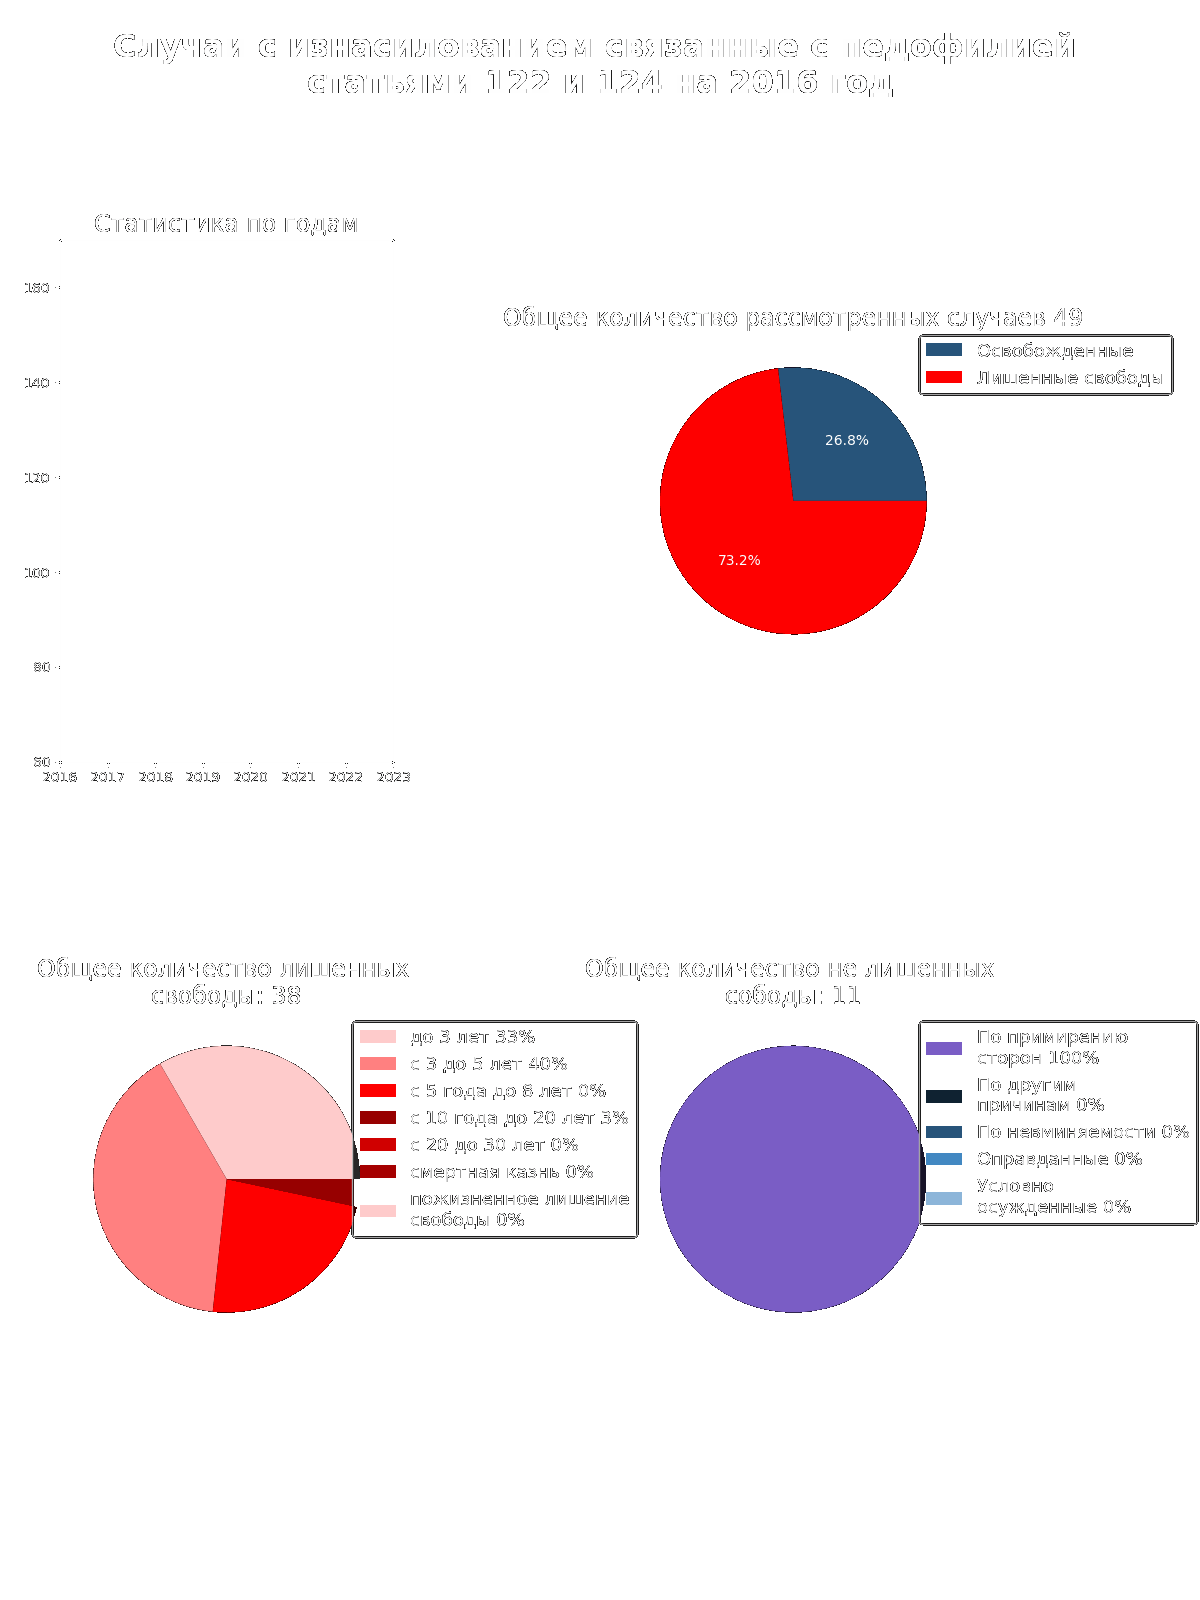 Случаи с изнасилованием связанные с педофилией
статьями 122 и 124 на 2016 год
Статистика по годам
160
140
120
100
80
60
2016 2017 2018 2019 2020 2021 2022 2023
Общее количество рассмотренных случаев 49
Освобожденные
Лишенные свободы
26.8%
73.2%
Общее количество лишенных
свободы: 38
до 3 лет 33%
с 3 до 5 лет 40%
с 5 года до 8 лет 0%
с 10 года до 20 лет 3%
с 20 до 30 лет 0%
смертная казнь 0%
пожизненное лишение
свободы 0%
Общее количество не лишенных
сободы: 11
По примирению
сторон 100%
По другим
причинам 0%
По невминяемости 0%
Оправданные 0%
Условно
осужденные 0%